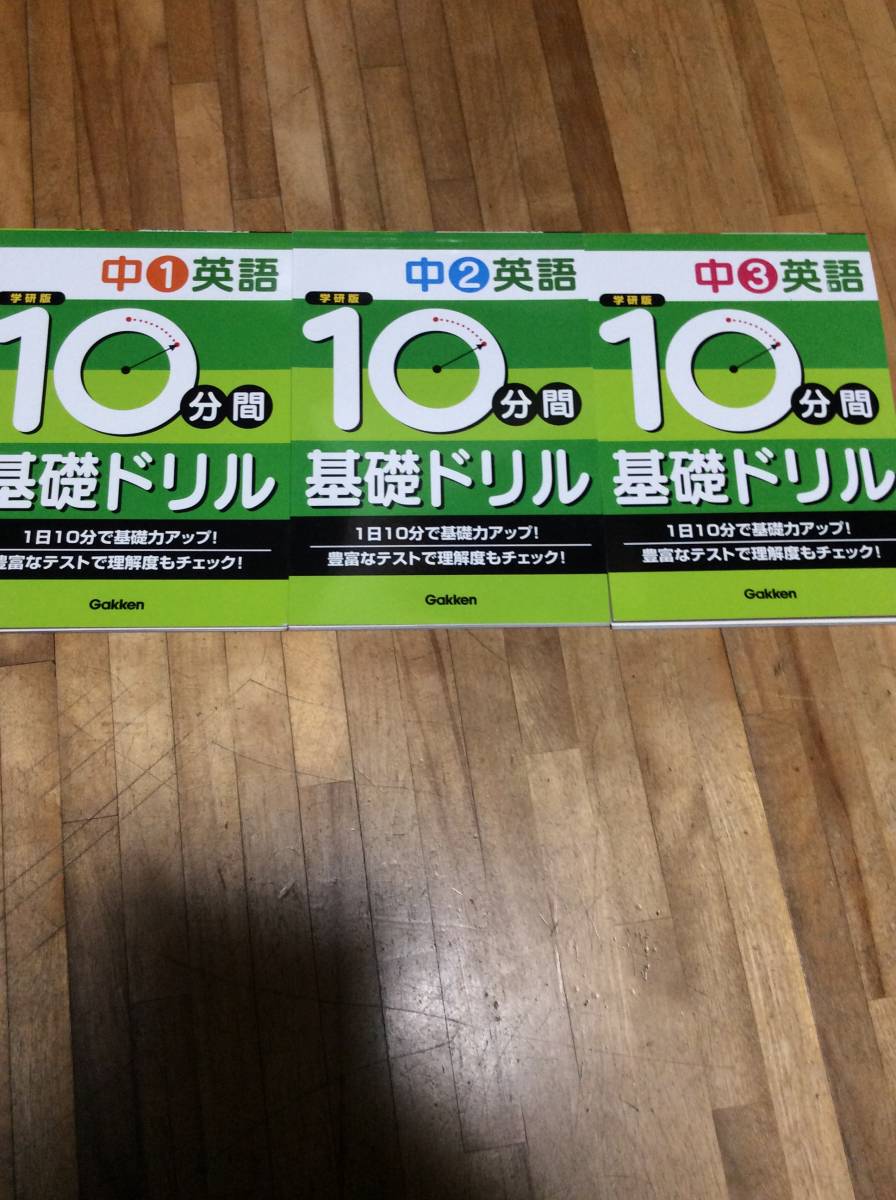 中1英語
学研版
10分間
基礎ドリル
1日10分で基礎力アップ!
豊富なテストで理解度もチェック!
Gakken
中2英語
学研版
10分間
基礎ドリル
1日10分で基礎力アップ!
豊富なテストで理解度もチェック!
Gakken
中3英語
学研版
10分間
基礎ドリル
1日10分で基礎力アップ!
豊富なテストで理解度もチェック!
Gakken